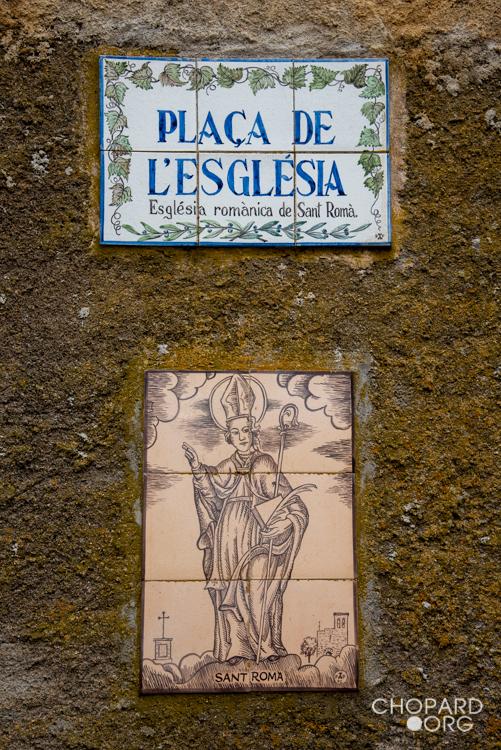 PLAÇA DE
L'ESGLÉSIA
Església romànica de Sant Romà.
SANT ROMÀ
CHOPARD
ORG